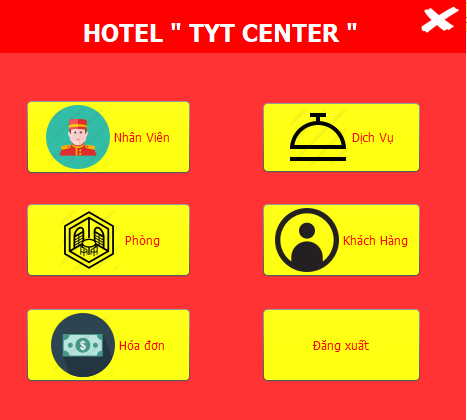 HOTEL " TYT CENTER "
Nhân Viên
Dịch Vụ
Phòng
Khách Hàng
Hóa đơn
Đăng xuất